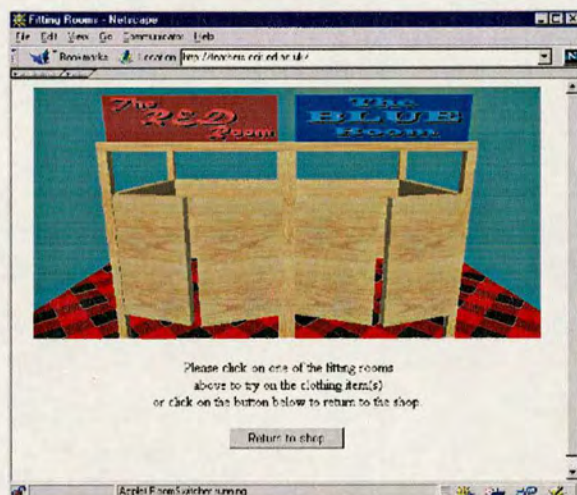 Fitting Rooms - Netscape
File Edit View Go Communicator Help
Bookmarks Location
The RED Room
The BLUE Room
Please click on one of the fitting rooms
above to try on the clothing item(s)
or click on the button below to return to the shop.
Return to shop
Applet RoomSwitcher running